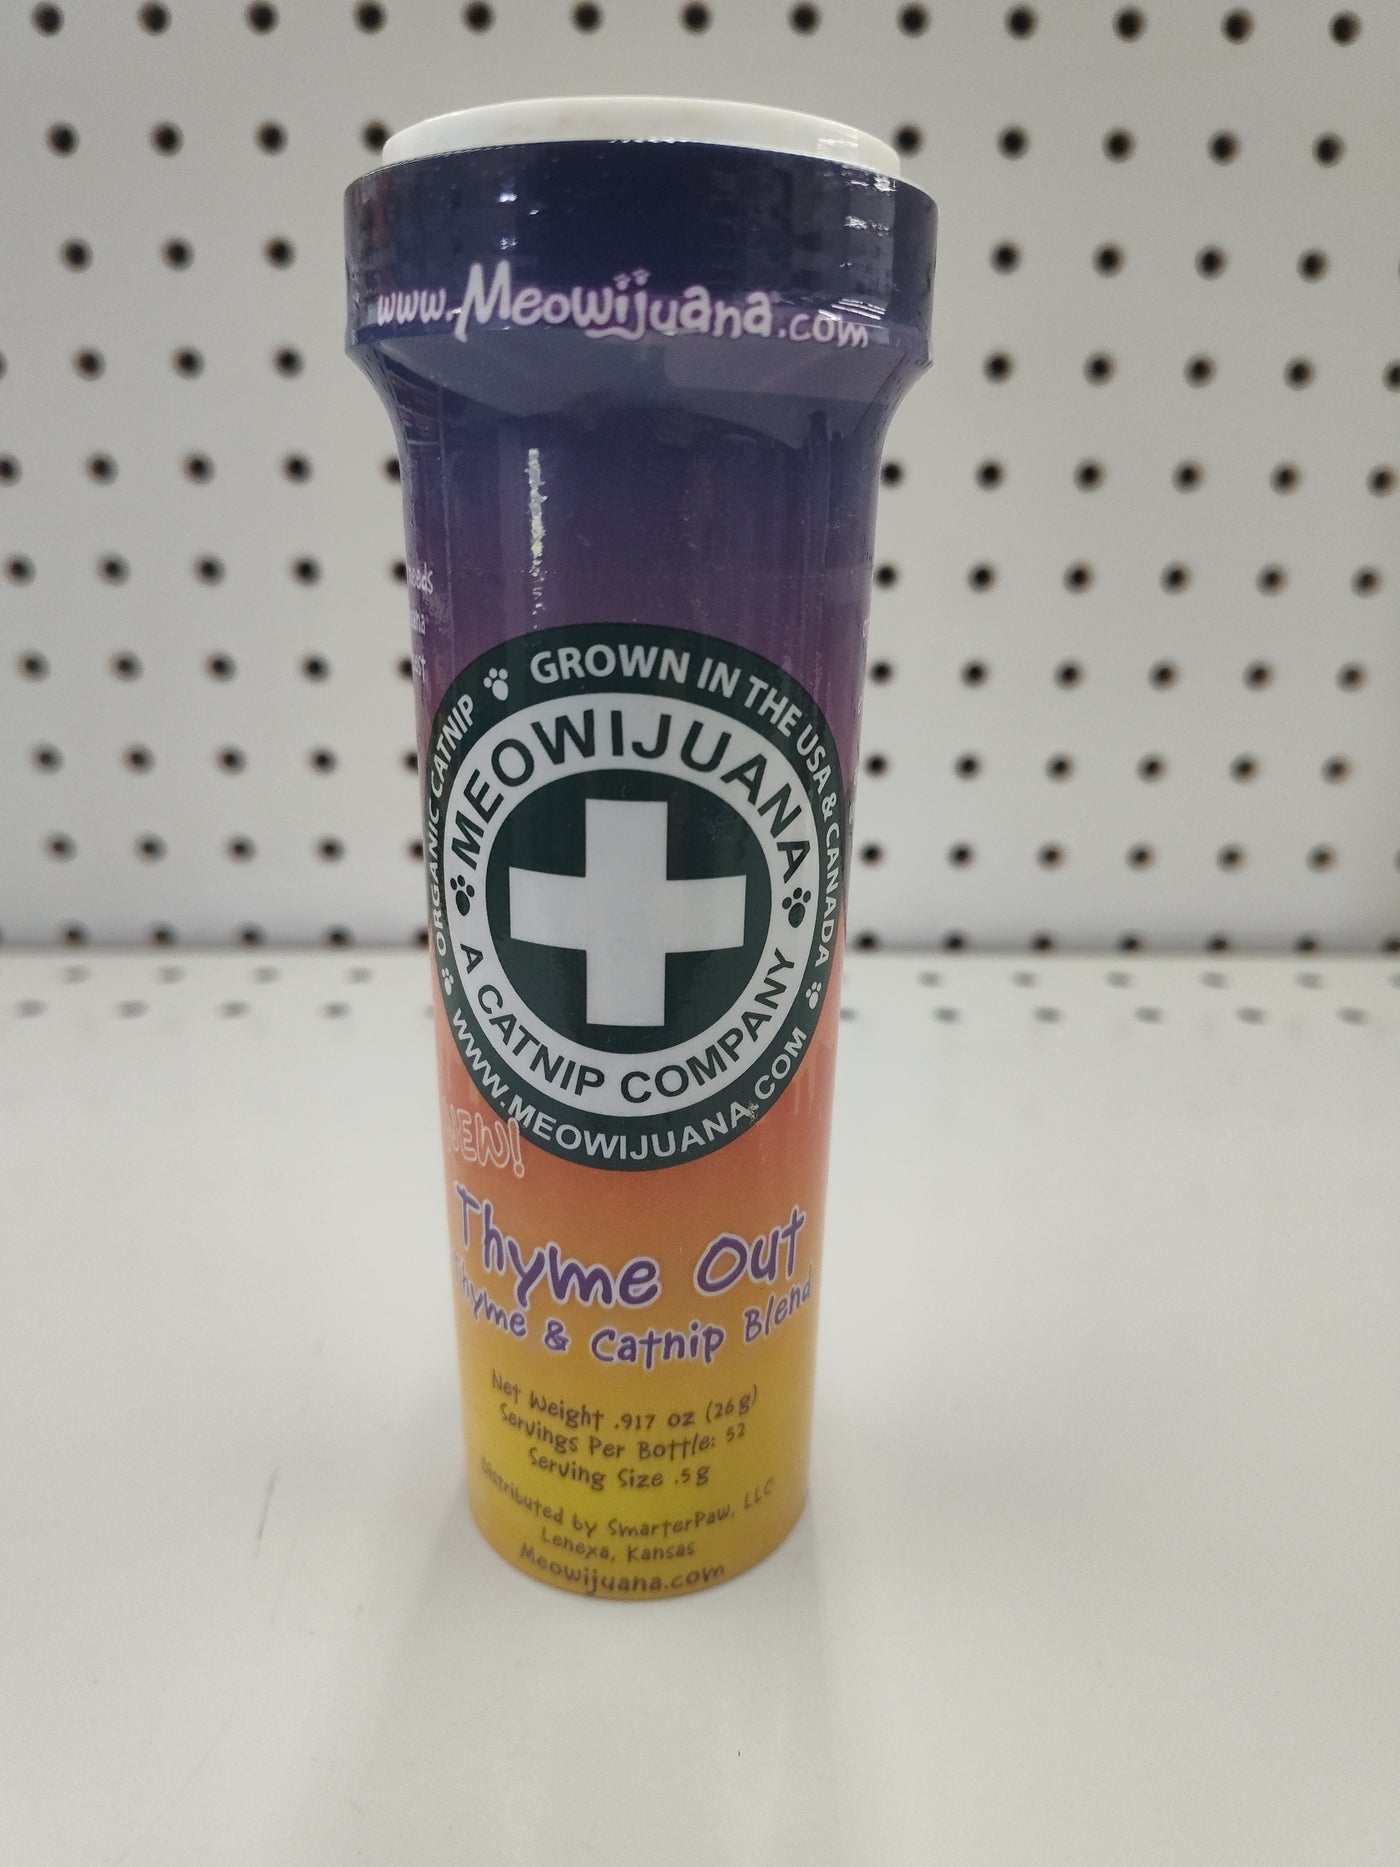 www.Meowijuana.com
ORGANIC CATNIP
GROWN IN THE USA & CANADA
MEOWIJUANA
A CATNIP COMPANY
WWW.MEOWIJUANA.COM
NEW!
Thyme Out
Thyme & Catnip Blend
Net Weight .917 oz (26g)
Servings Per Bottle: 52
Serving Size .5g
Distributed by SmarterPaw, LLC
Lenexa, Kansas
Meowijuana.com